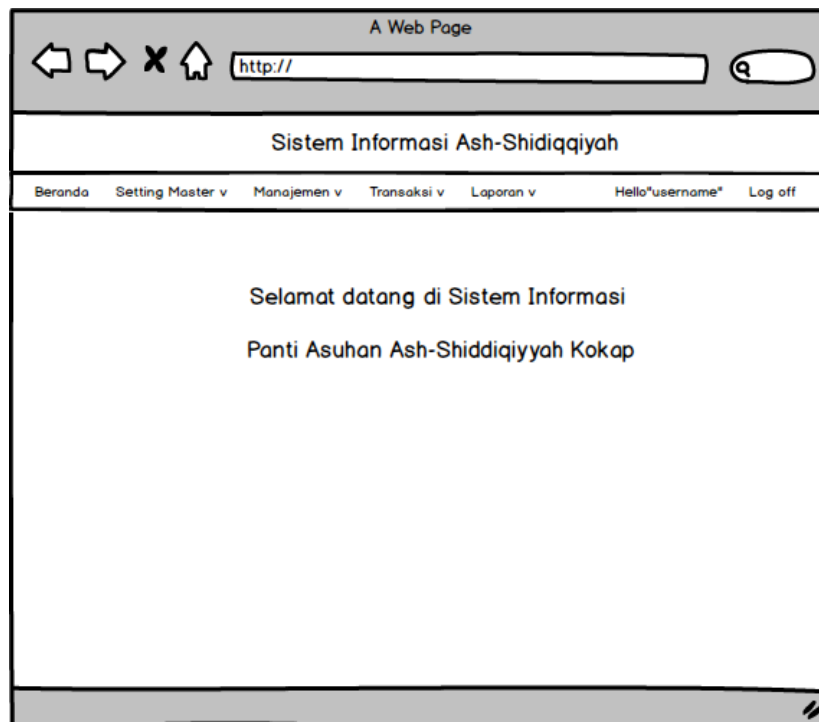 A Web Page
http://
Sistem Informasi Ash-Shidiqqiyah
Beranda Setting Master v Manajemen v Transaksi v Laporan v Hello"username" Log off
Selamat datang di Sistem Informasi
Panti Asuhan Ash-Shiddiqiyyah Kokap